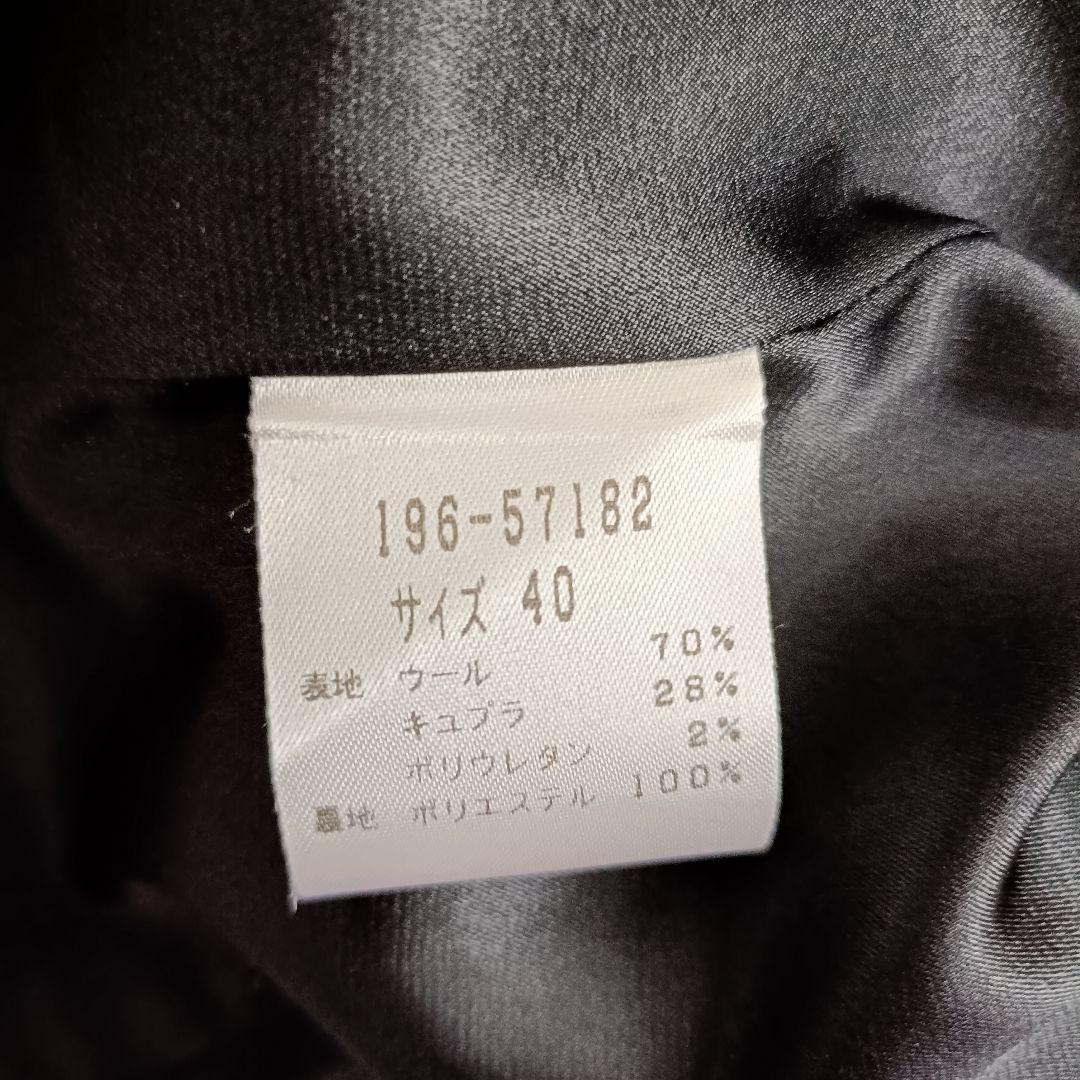 196-57182
サイズ 40
表地 ウール 70%
キュプラ 28%
ポリウレタン 2%
裏地 ポリエステル 100%